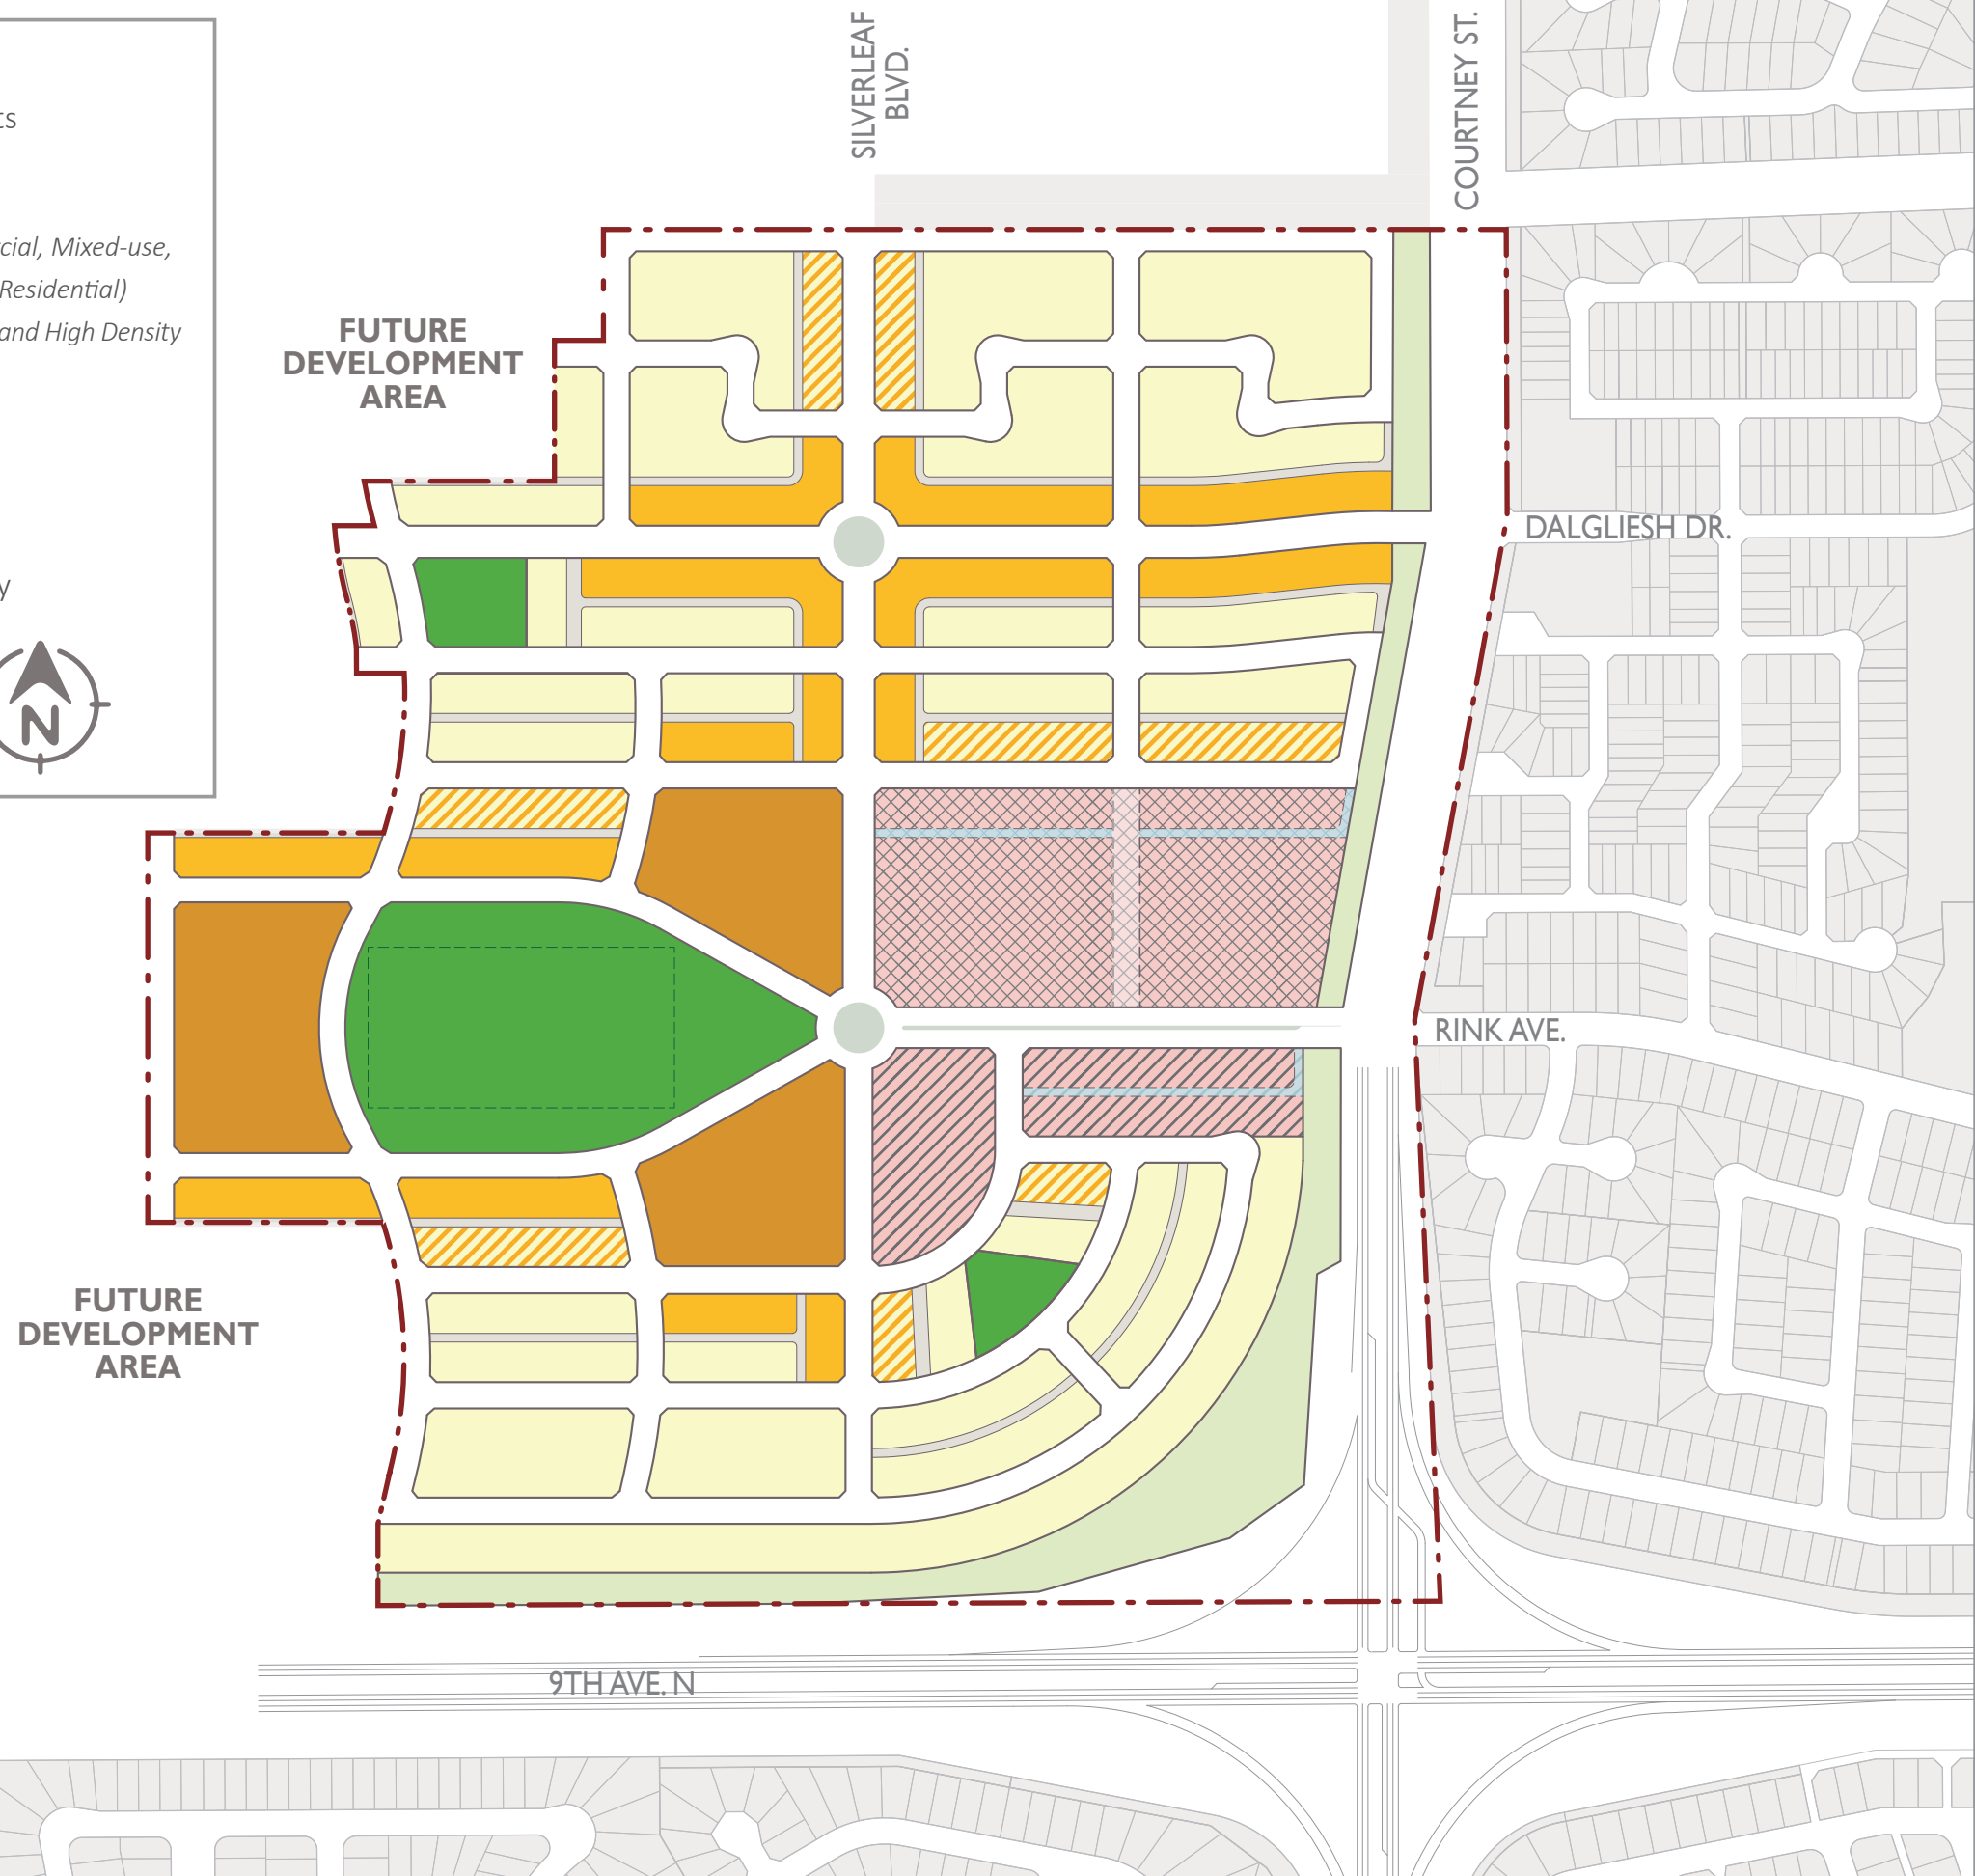 SILVERLEAF
BLVD.
COURTNEY ST.
cial, Mixed-use,
Residential)
and High Density
FUTURE
DEVELOPMENT
AREA
DALGLIESH DR.
N
RINK AVE.
FUTURE
DEVELOPMENT
AREA
9TH AVE. N